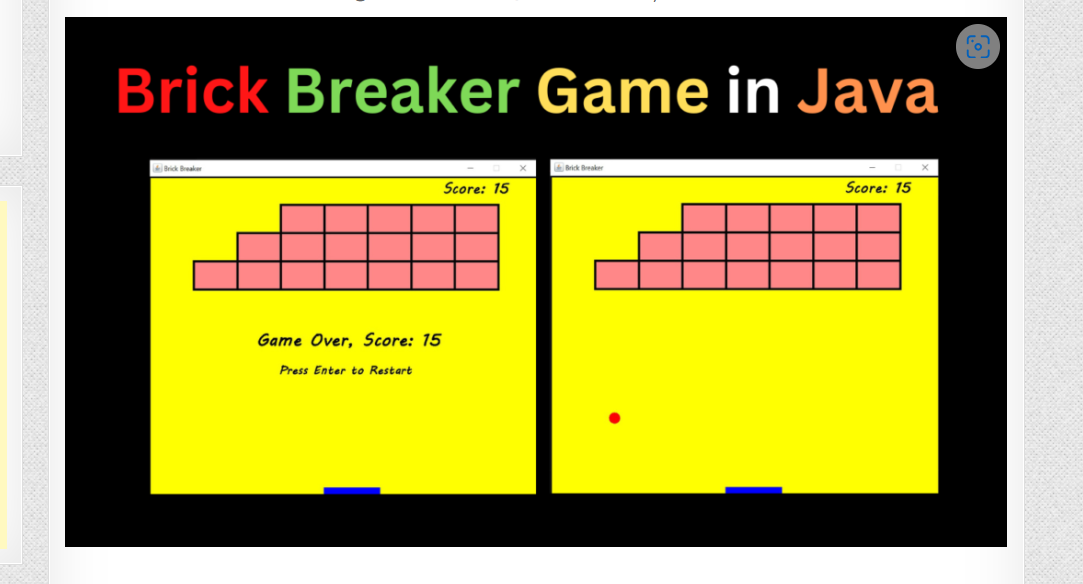 Brick Breaker Game in Java
Brick Breaker
Score: 15
Game Over, Score: 15
Press Enter to Restart
Brick Breaker
Score: 15